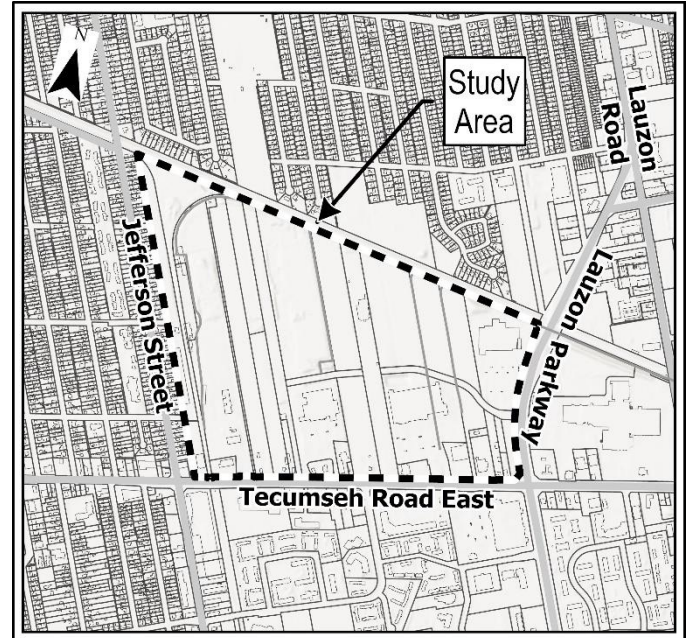 N
Study
Area
Lauzon
Road
Jefferson Street
Lauzon Parkway
Tecumseh Road East